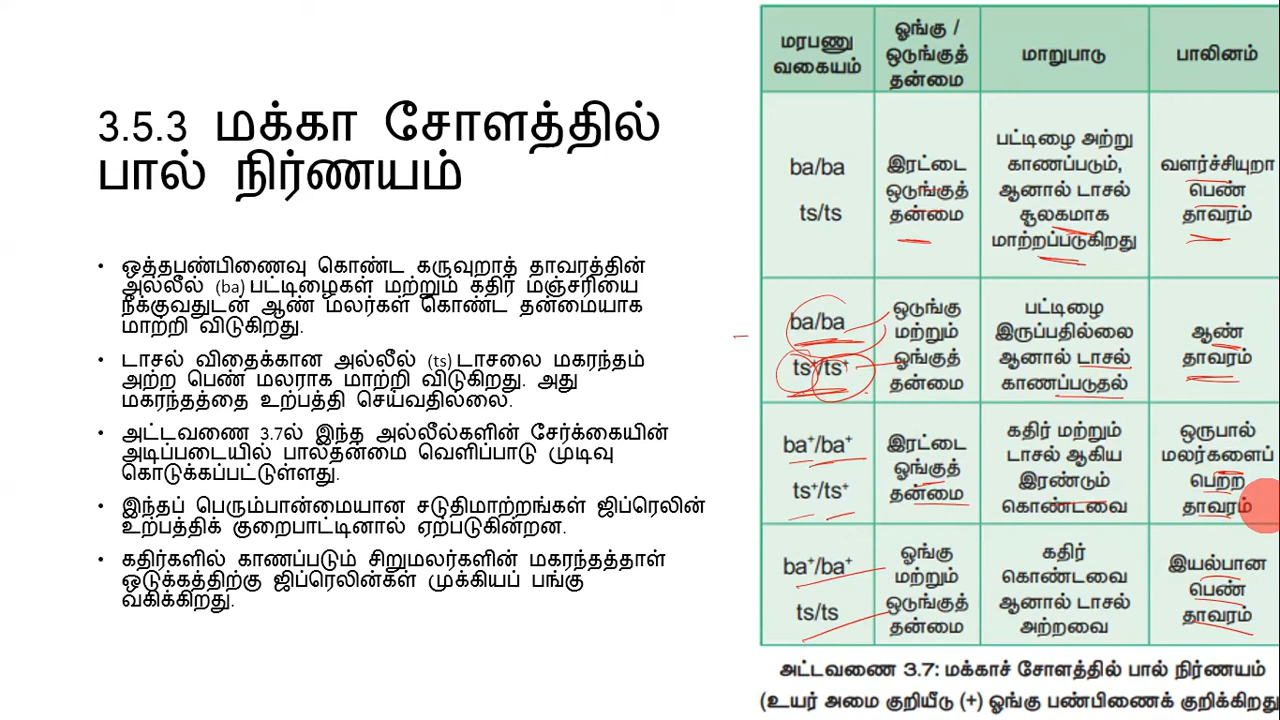 3.5.3 மக்கா சோளத்தில்
பால் நிர்ணயம்
• ஒத்தபண்பிணைவு கொண்ட கருவுறாத் தாவரத்தின்
அல்லீல் (ba) பட்டிழைகள் மற்றும் கதிர் மஞ்சரியை
நீக்குவதுடன் ஆண் மலர்கள் கொண்ட தன்மையாக
மாற்றி விடுகிறது.
• டாசல் விதைக்கான அல்லீல் (ts) டாசலை மகரந்தம்
அற்ற பெண் மலராக மாற்றி விடுகிறது. அது
மகரந்தத்தை உற்பத்தி செய்வதில்லை.
• அட்டவணை 3.7ல் இந்த அல்லீல்களின் சேர்க்கையின்
அடிப்படையில் பால்தன்மை வெளிப்பாடு முடிவு
கொடுக்கப்பட்டுள்ளது.
• இந்தப் பெரும்பான்மையான சடுதிமாற்றங்கள் ஜிப்ரெலின்
உற்பத்திக் குறைபாட்டினால் ஏற்படுகின்றன.
• கதிர்களில் காணப்படும் சிறுமலர்களின் மகரந்தத்தாள்
ஒடுக்கத்திற்கு ஜிப்ரெலின்கள் முக்கியப் பங்கு
வகிக்கிறது.
மரபணு
வகையம்
ஓங்கு /
ஒடுங்குத்
தன்மை
மாறுபாடு
பாலினம்
ba/ba
ts/ts
இரட்டை
ஒடுங்குத்
தன்மை
பட்டிழை அற்று
காணப்படும்,
ஆனால் டாசல்
சூலகமாக
மாற்றப்படுகிறது
வளர்ச்சியுறா
பெண்
தாவரம்
ba/ba
ts⁺/ts⁺
ஒடுங்கு
மற்றும்
ஓங்குத்
தன்மை
பட்டிழை
இருப்பதில்லை
ஆனால் டாசல்
காணப்படுதல்
ஆண்
தாவரம்
ba⁺/ba⁺
ts⁺/ts⁺
இரட்டை
ஓங்குத்
தன்மை
கதிர் மற்றும்
டாசல் ஆகிய
இரண்டும்
கொண்டவை
ஒருபால்
மலர்களைப்
பெற்ற
தாவரம்
ba⁺/ba⁺
ts/ts
ஓங்கு
மற்றும்
ஒடுங்குத்
தன்மை
கதிர்
கொண்டவை
ஆனால் டாசல்
அற்றவை
இயல்பான
பெண்
தாவரம்
அட்டவணை 3.7: மக்காச் சோளத்தில் பால் நிர்ணயம்
(உயர் அமை குறியீடு (+) ஓங்கு பண்பிணைக் குறிக்கிறது